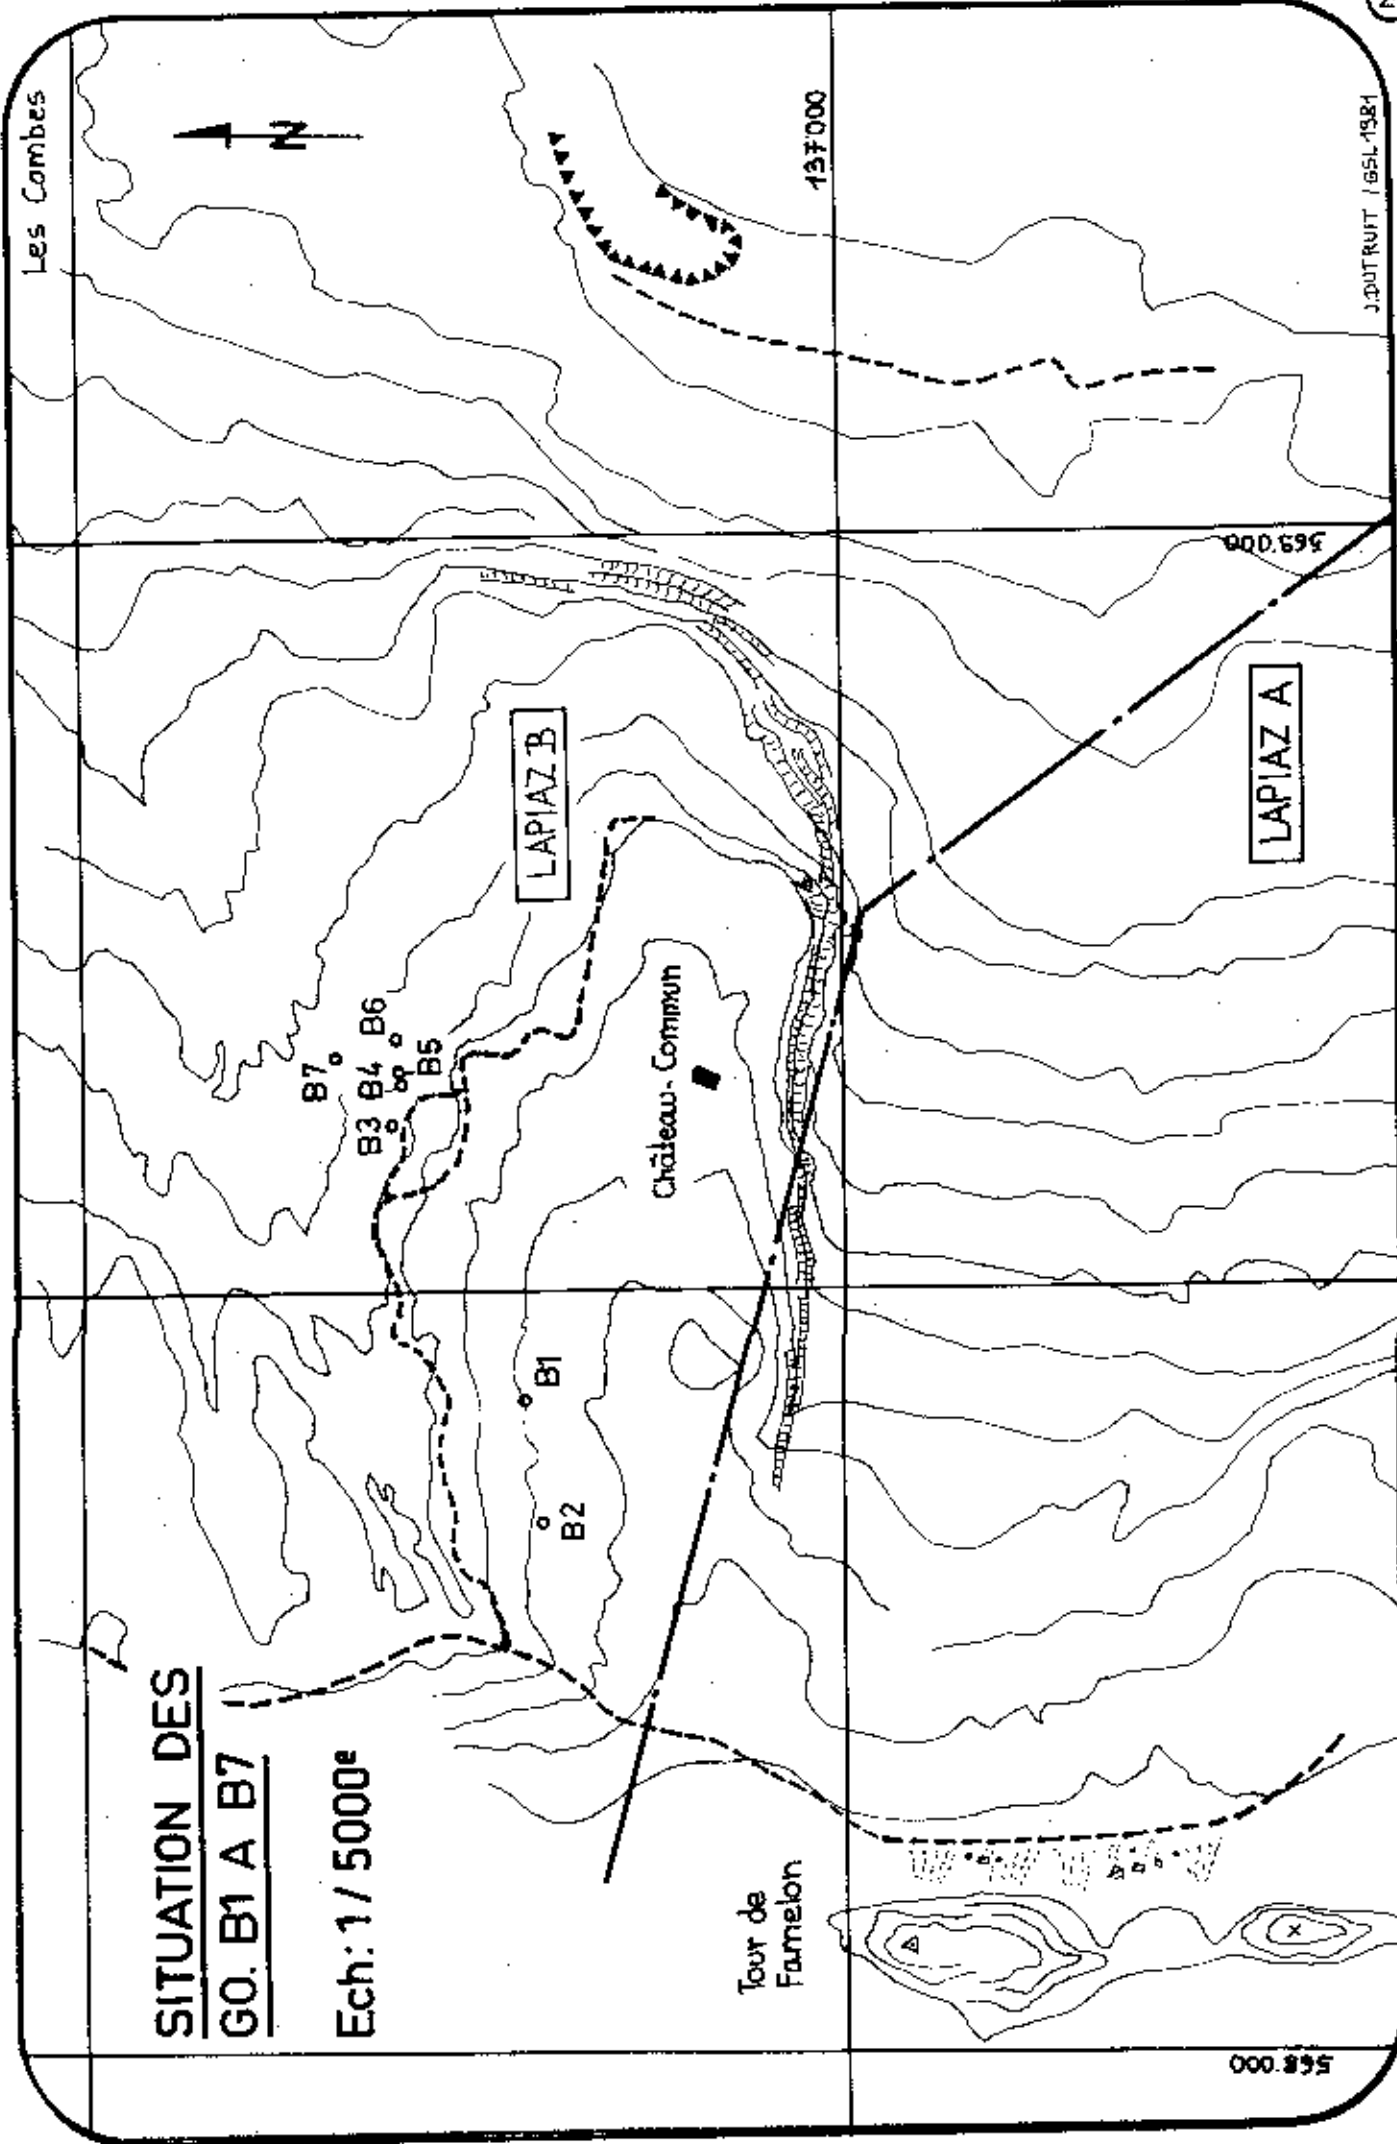 SITUATION DES
GO. B1 A B7
Ech: 1 / 5000e
Les Combes
N
B7
B3
B4
B6
B5
LAPIAZ B
B1
B2
Château-Commun
137'000
Tour de
Famelon
LAPIAZ A
568.000
569.000
J.DUTRUIT / GSL 1981